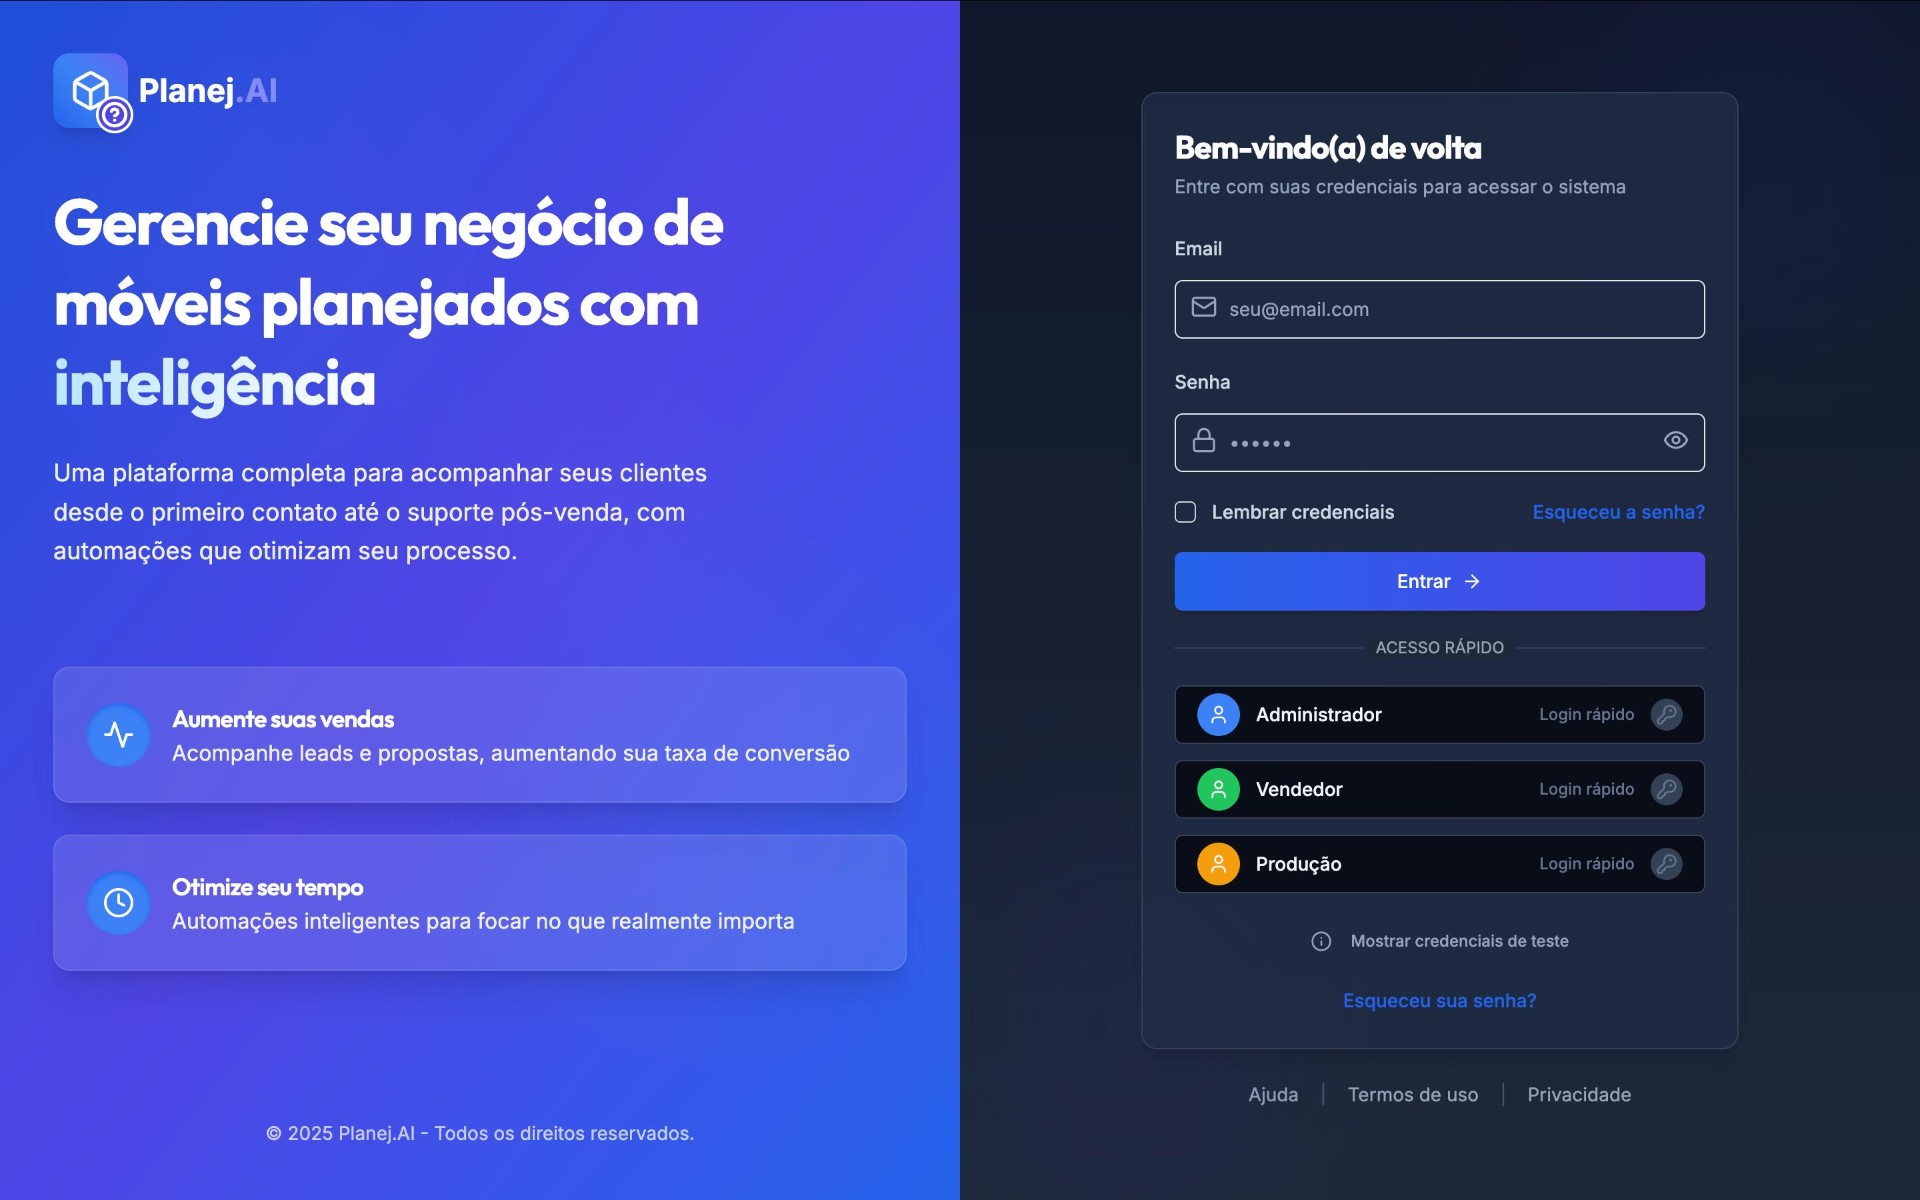 Planej.AI
Gerencie seu negócio de
móveis planejados com
inteligência
Uma plataforma completa para acompanhar seus clientes
desde o primeiro contato até o suporte pós-venda, com
automações que otimizam seu processo.
Aumente suas vendas
Acompanhe leads e propostas, aumentando sua taxa de conversão
Otimize seu tempo
Automações inteligentes para focar no que realmente importa
© 2025 Planej.AI - Todos os direitos reservados.
Bem-vindo(a) de volta
Entre com suas credenciais para acessar o sistema
Email
seu@email.com
Senha
••••••
Lembrar credenciais Esqueceu a senha?
Entrar →
ACESSO RÁPIDO
Administrador Login rápido
Vendedor Login rápido
Produção Login rápido
Mostrar credenciais de teste
Esqueceu sua senha?
Ajuda | Termos de uso | Privacidade